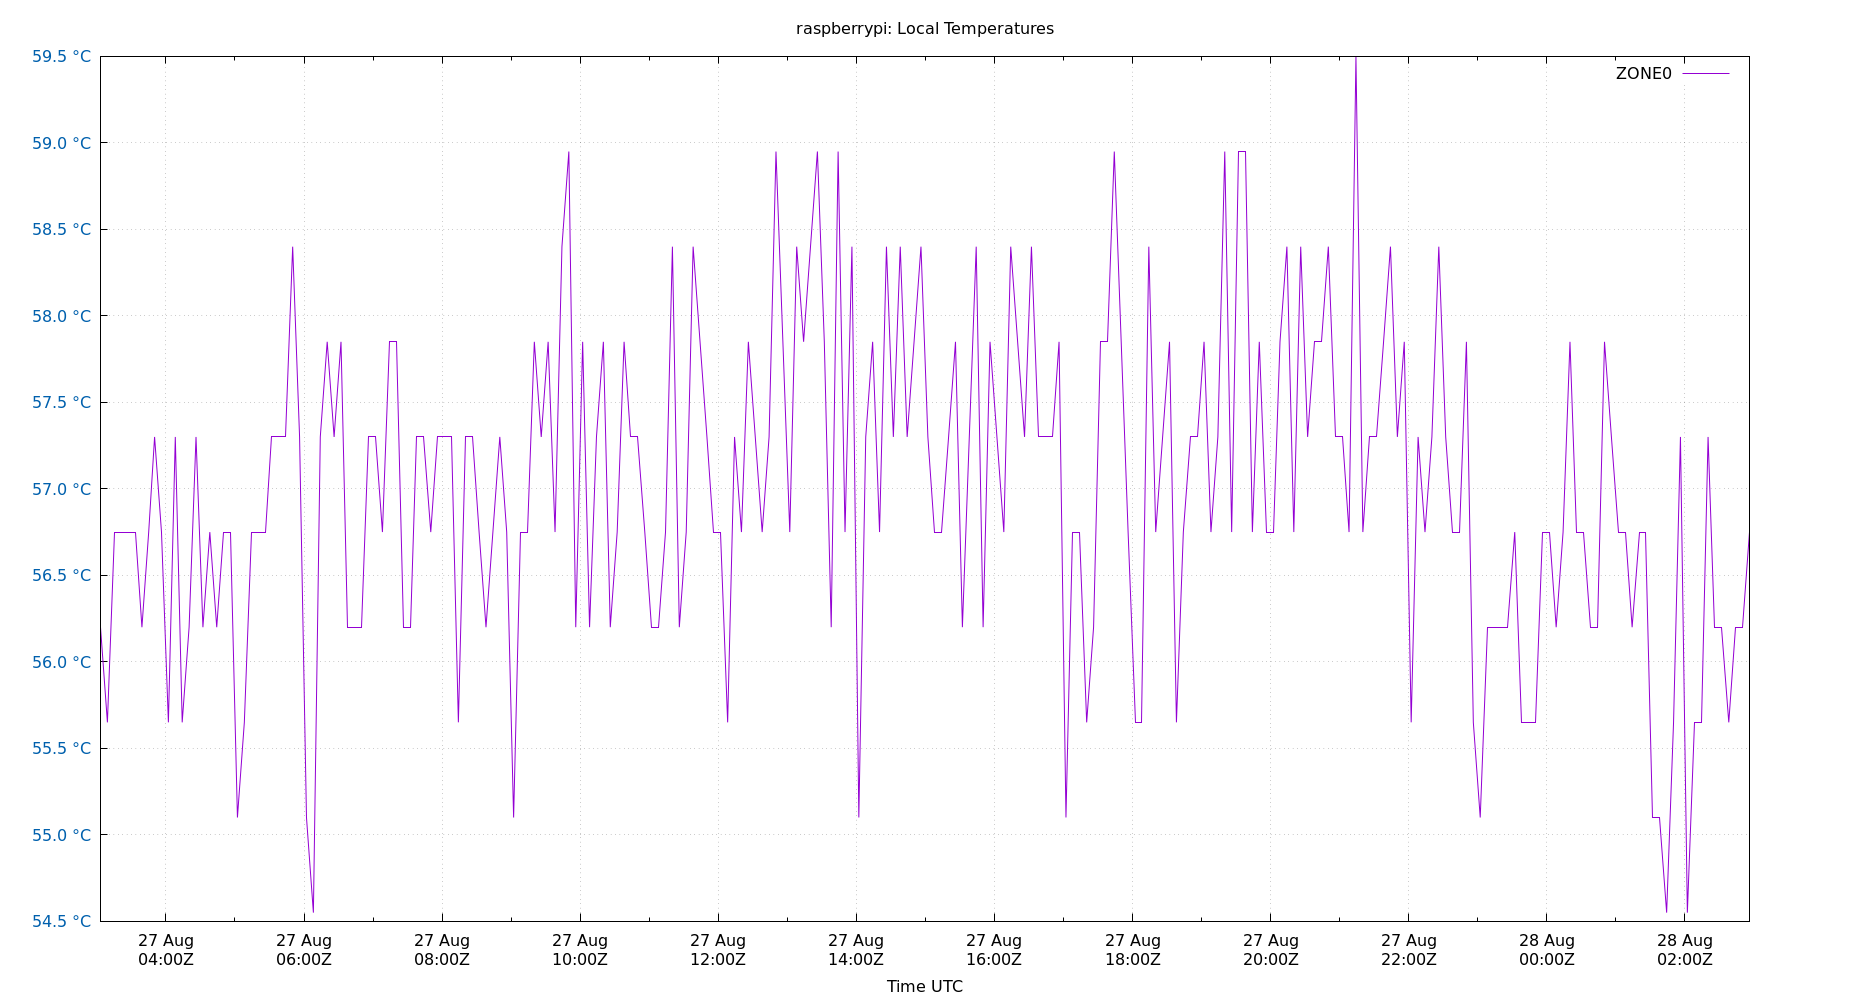 raspberrypi: Local Temperatures
59.5 °C
59.0 °C
58.5 °C
58.0 °C
57.5 °C
57.0 °C
56.5 °C
56.0 °C
55.5 °C
55.0 °C
54.5 °C
ZONE0
27 Aug 27 Aug 27 Aug 27 Aug 27 Aug 27 Aug 27 Aug 27 Aug 27 Aug 27 Aug 28 Aug 28 Aug
04:00Z 06:00Z 08:00Z 10:00Z 12:00Z 14:00Z 16:00Z 18:00Z 20:00Z 22:00Z 00:00Z 02:00Z
Time UTC